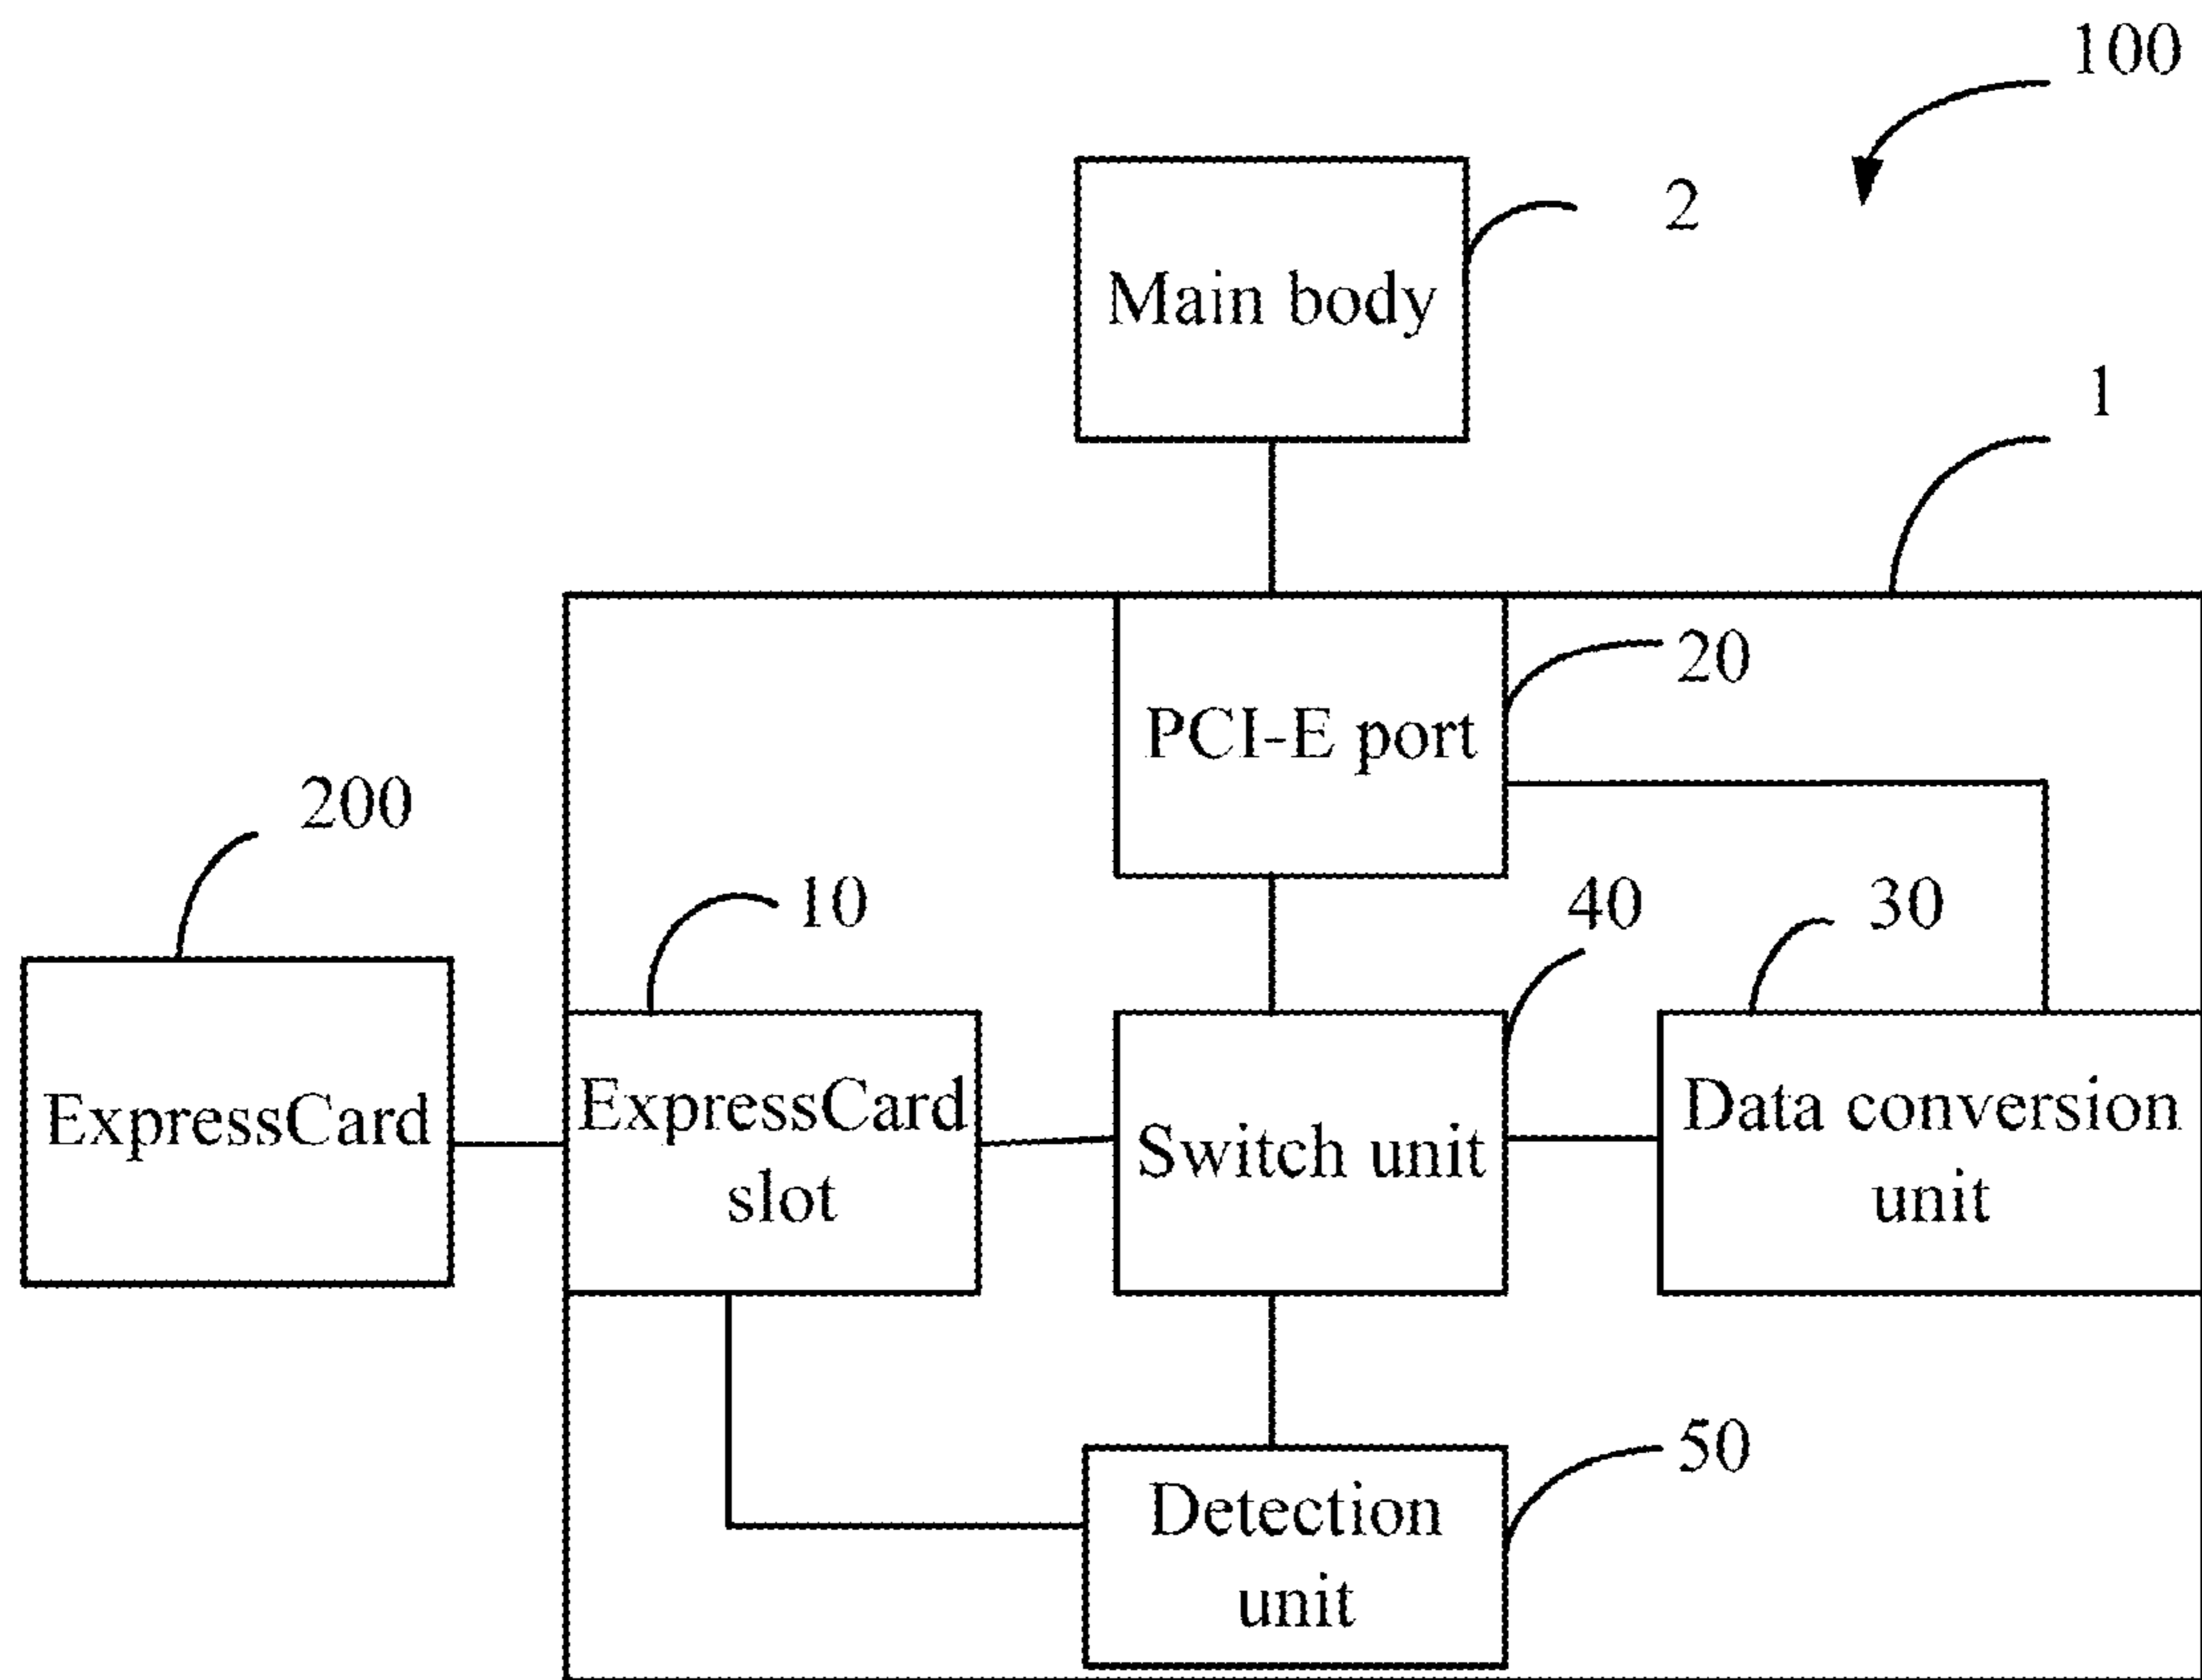 100
2
Main body
1
20
PCI-E port
200
10
40
30
ExpressCard
ExpressCard
slot
Switch unit
Data conversion
unit
50
Detection
unit